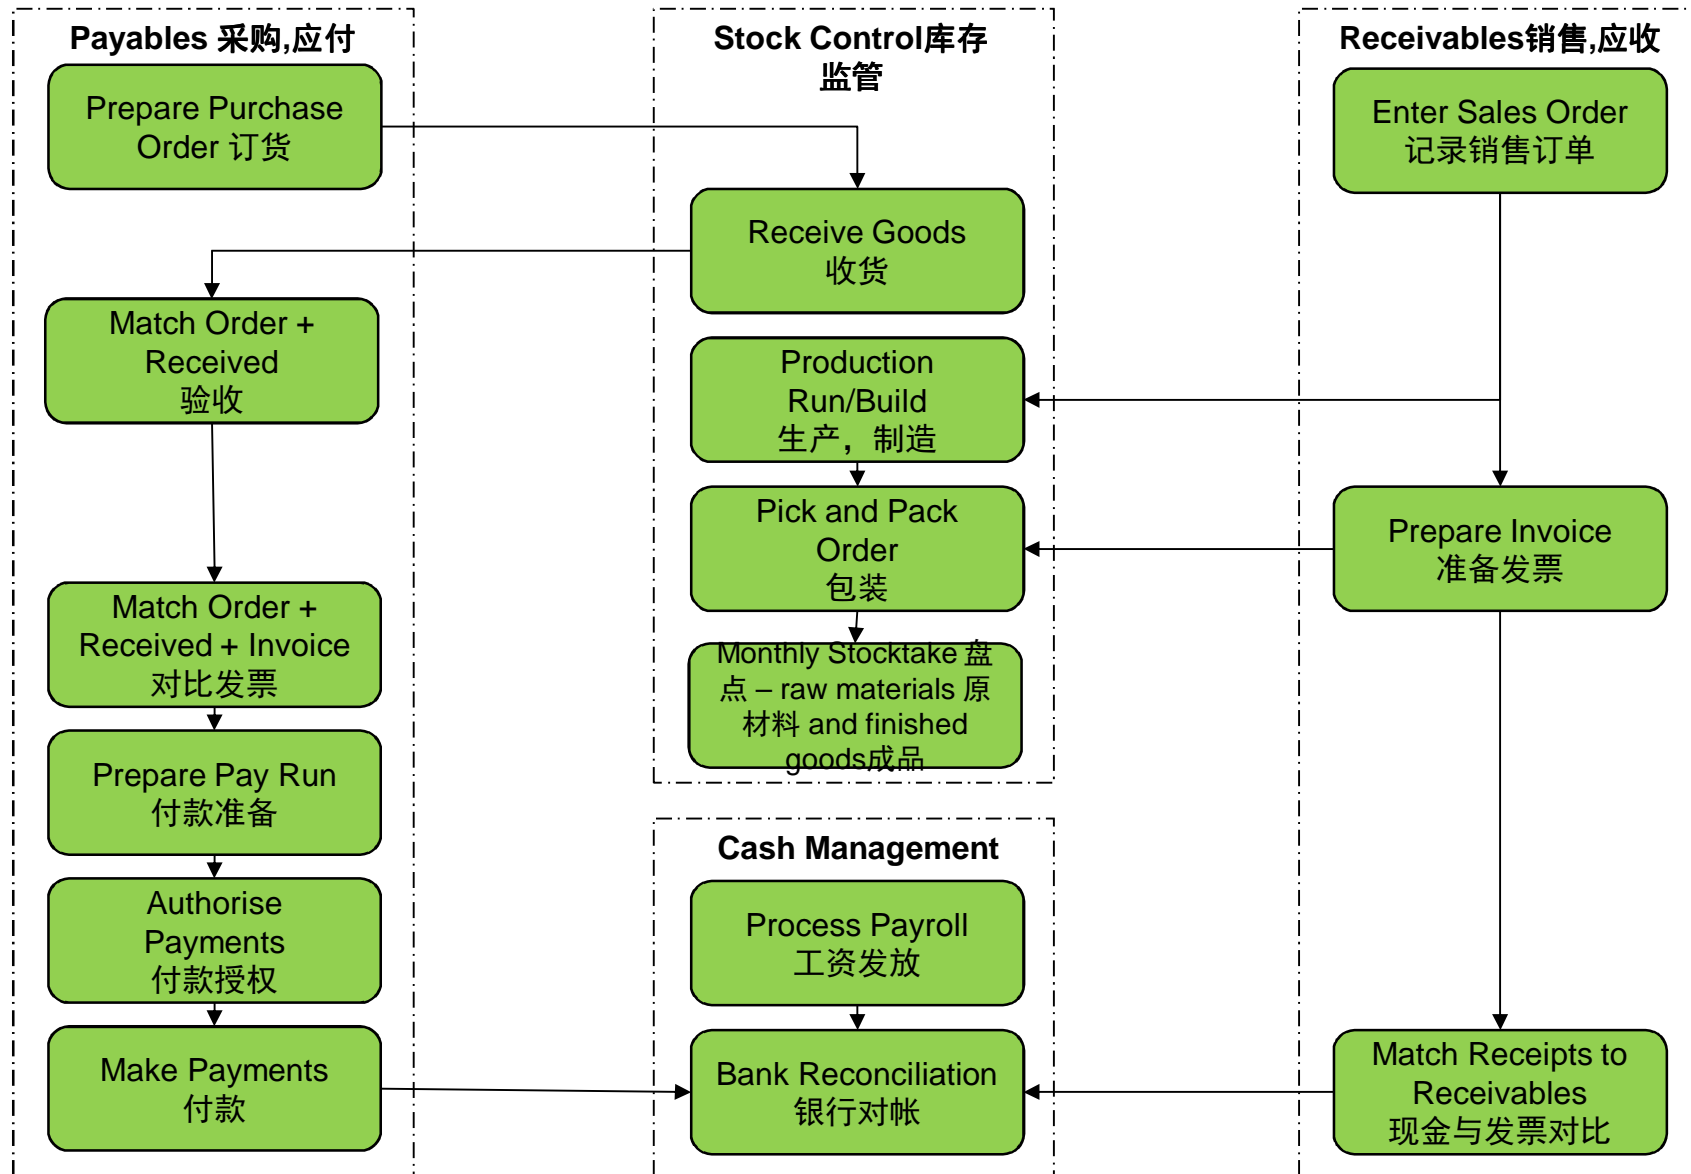 Payables 采购,应付
Prepare Purchase
Order 订货
Match Order +
Received
验收
Match Order +
Received + Invoice
对比发票
Prepare Pay Run
付款准备
Authorise
Payments
付款授权
Make Payments
付款
Stock Control库存
监管
Receive Goods
收货
Production
Run/Build
生产，制造
Pick and Pack
Order
包装
Monthly Stocktake 盘
点 – raw materials 原
材料 and finished
goods成品
Cash Management
Process Payroll
工资发放
Bank Reconciliation
银行对帐
Receivables销售,应收
Enter Sales Order
记录销售订单
Prepare Invoice
准备发票
Match Receipts to
Receivables
现金与发票对比